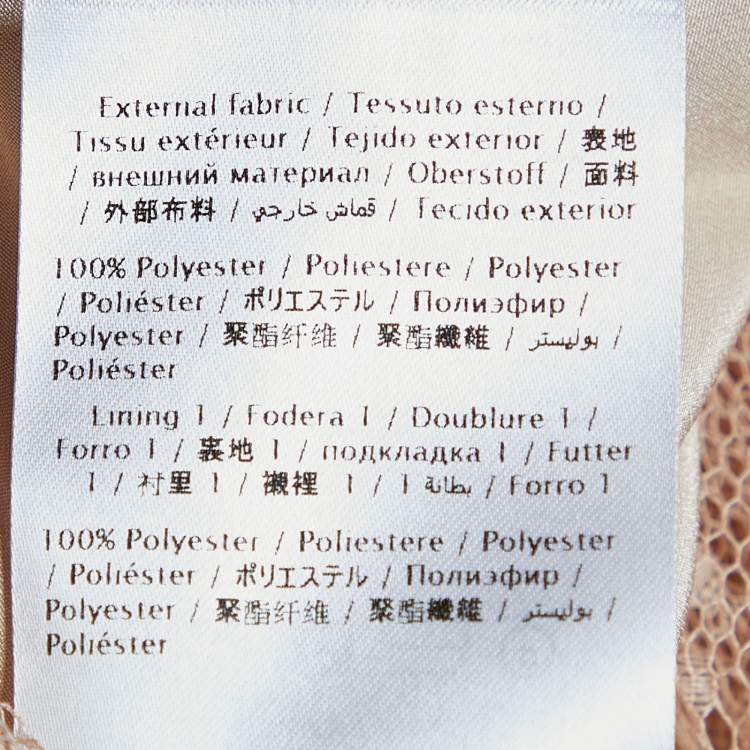 External fabric / Tessuto esterno /
Tissu extérieur / Tejido exterior / 表地
/ внешний материал / Oberstoff / 面料
/ 外部布料 / قماش خارجي / Tecido exterior
100% Polyester / Poliestere / Polyester
/ Poliéster / ポリエステル / Полиэфир /
Polyester / 聚酯纤维 / 聚酯纖維 / بوليستر /
Poliéster
Lining 1 / Fodera 1 / Doublure 1 /
Forro 1 / 裏地 1 / подкладка 1 / Futter
1 / 衬里 1 / 襯裡 1 / بطانة 1 / Forro 1
100% Polyester / Poliestere / Polyester
/ Poliéster / ポリエステル / Полиэфир /
Polyester / 聚酯纤维 / 聚酯纖維 / بوليستر /
Poliéster